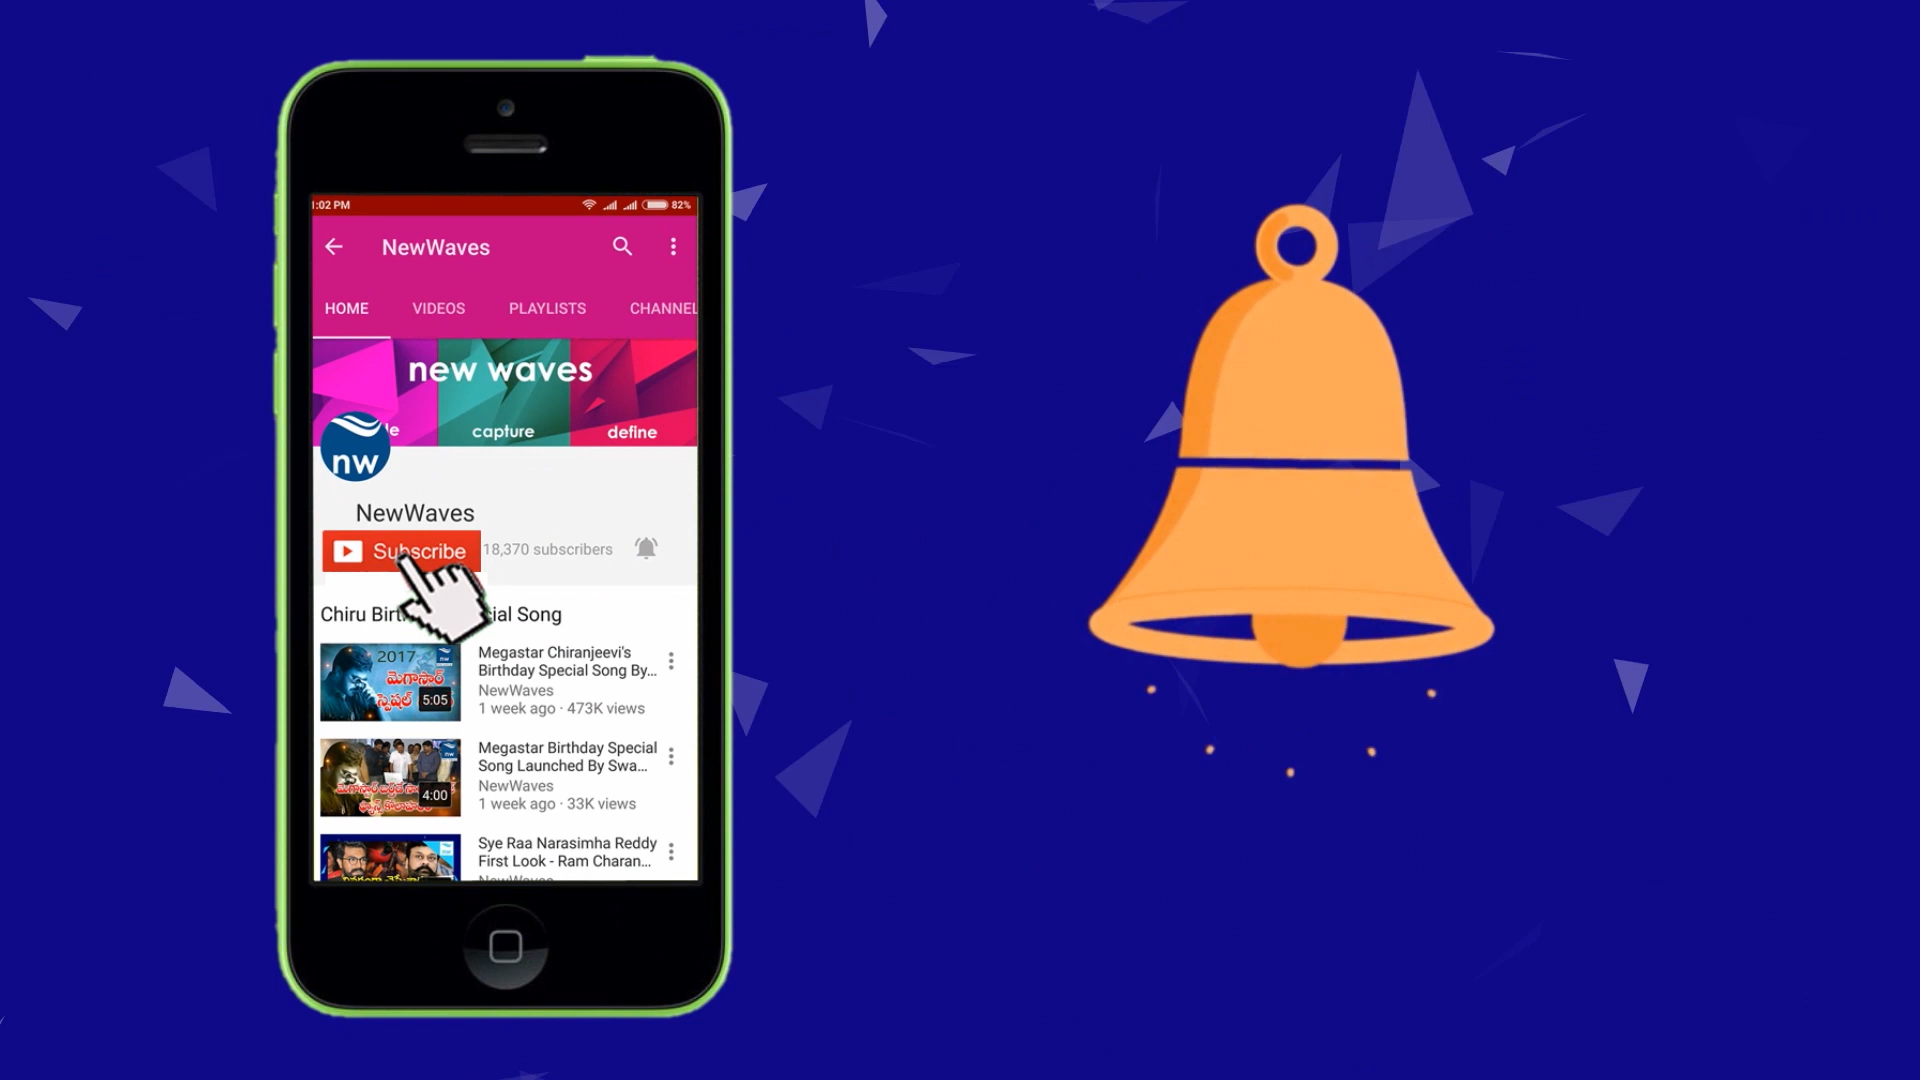 1:02 PM 82%
NewWaves
HOME VIDEOS PLAYLISTS CHANNEL
new waves
capture define
nw
NewWaves
Subscribe 18,370 subscribers
Chiru Birt ial Song
2017
మెగాస్టార్
స్పెషల్
5:05
Megastar Chiranjeevi's
Birthday Special Song By...
NewWaves
1 week ago · 473K views
4:00
Megastar Birthday Special
Song Launched By Swa...
NewWaves
1 week ago · 33K views
Sye Raa Narasimha Reddy
First Look - Ram Charan...
NewWaves